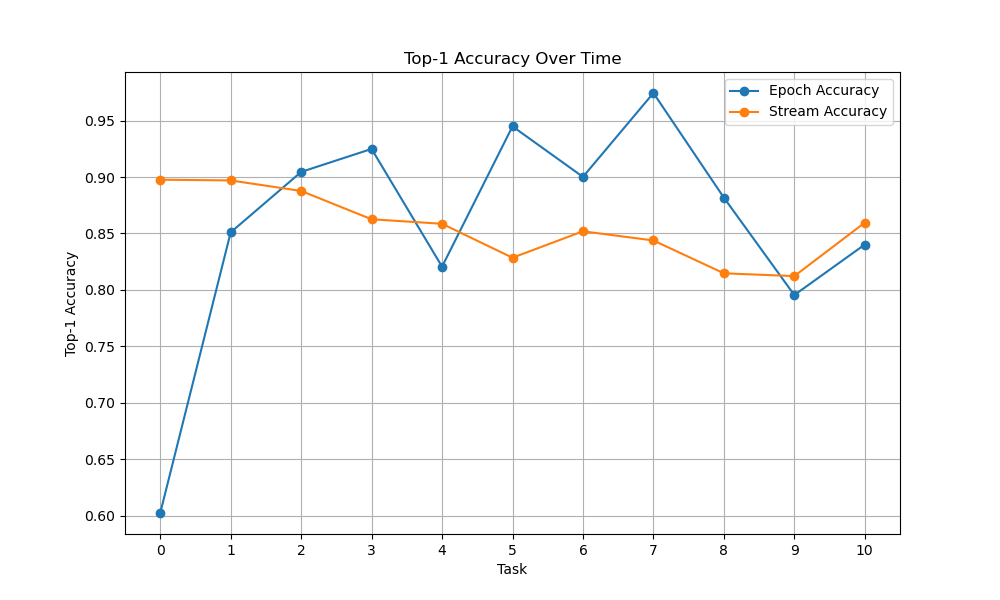 Top-1 Accuracy Over Time
Epoch Accuracy
Stream Accuracy
Top-1 Accuracy
0.95
0.90
0.85
0.80
0.75
0.70
0.65
0.60
0 1 2 3 4 5 6 7 8 9 10
Task